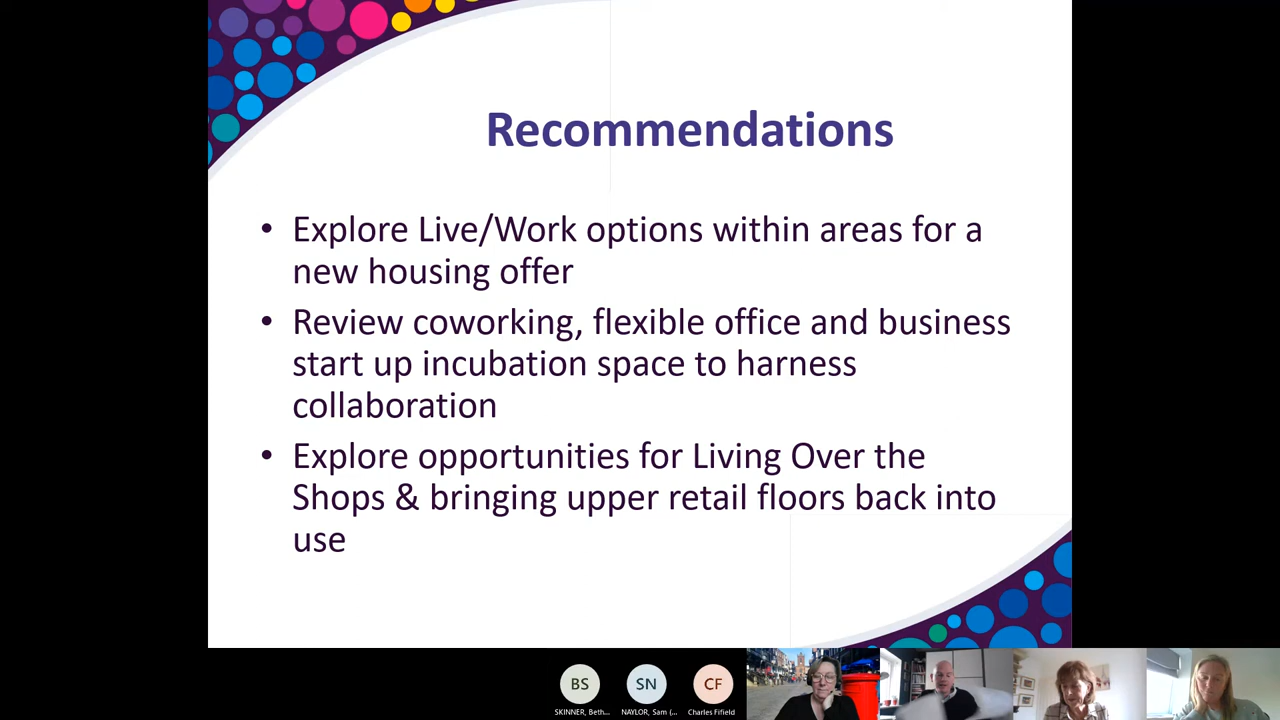 Recommendations
• Explore Live/Work options within areas for a
new housing offer
• Review coworking, flexible office and business
start up incubation space to harness
collaboration
• Explore opportunities for Living Over the
Shops & bringing upper retail floors back into
use
BS
SN
CF
SKINNER, Beth...
NAYLOR, Sam (...
Charles Fifield